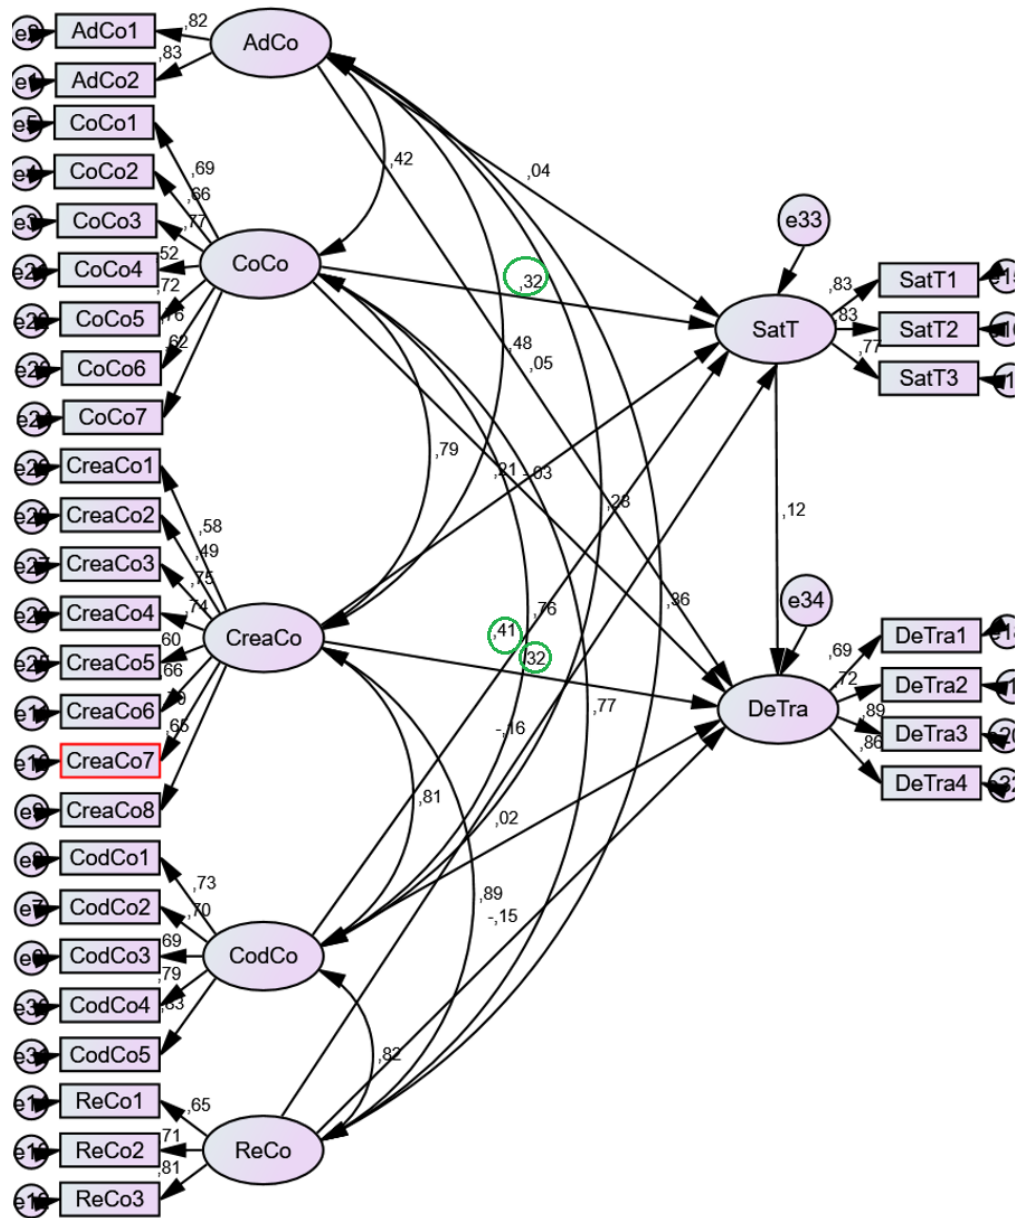 AdCo1
,82
AdCo
AdCo2
,83
CoCo1
CoCo2
,69
,66
CoCo3
,77
CoCo4
52
CoCo
CoCo5
,72
CoCo6
,62
CoCo7
,42
,04
,32
,48
,05
e33
SatT
,83
SatT1
,83
SatT2
,77
SatT3
CreaCo1
,79
,21
-,03
,28
,12
CreaCo2
,58
,49
CreaCo3
,75
CreaCo4
,74
CreaCo
CreaCo5
60
,66
CreaCo6
CreaCo7
,65
CreaCo8
,76
,36
,41
,32
e34
DeTra
,69
DeTra1
,72
DeTra2
,89
DeTra3
,86
DeTra4
,77
-,16
,81
,02
CodCo1
,73
CodCo2
,70
CodCo3
69
CodCo
CodCo4
,79
CodCo5
,89
-,15
,82
ReCo1
,65
ReCo2
71
ReCo
ReCo3
,81